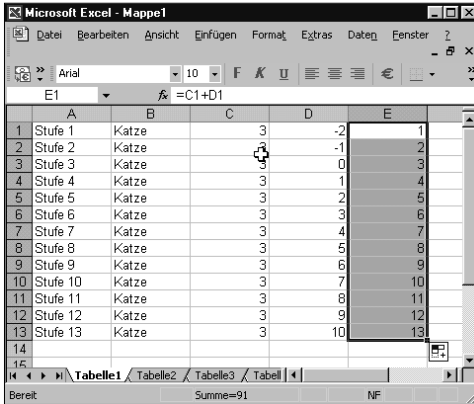 Microsoft Excel - Mappe1
Datei Bearbeiten Ansicht Einfügen Format Extras Daten Fenster ?
Arial 10 F K U €
E1 fx =C1+D1
A B C D E
1 Stufe 1 Katze 3 -2 1
2 Stufe 2 Katze 3 -1 2
3 Stufe 3 Katze 3 0 3
4 Stufe 4 Katze 3 1 4
5 Stufe 5 Katze 3 2 5
6 Stufe 6 Katze 3 3 6
7 Stufe 7 Katze 3 4 7
8 Stufe 8 Katze 3 5 8
9 Stufe 9 Katze 3 6 9
10 Stufe 10 Katze 3 7 10
11 Stufe 11 Katze 3 8 11
12 Stufe 12 Katze 3 9 12
13 Stufe 13 Katze 3 10 13
14
15
Tabelle1 Tabelle2 Tabelle3 Tabell
Bereit Summe=91 NF